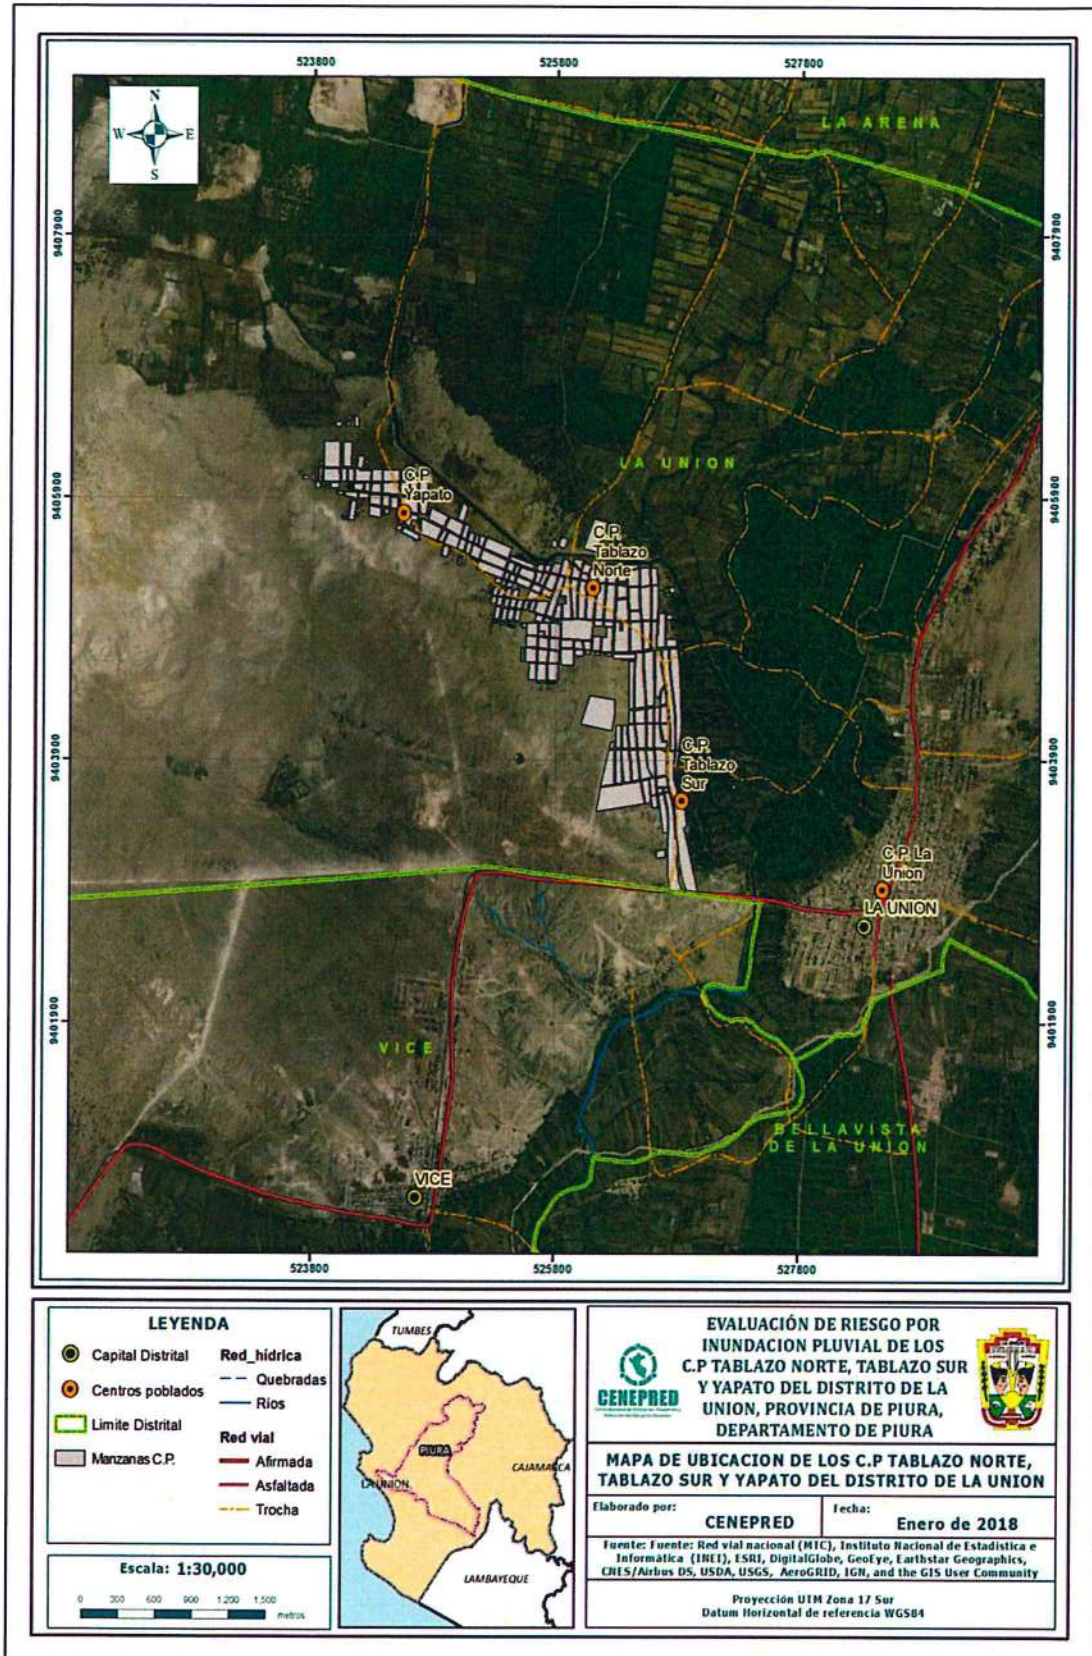 523800
525800
527800
N
W
E
S
LA ARENA
9407900
9407900
LA UNION
C.P.
Yapato
9405900
9405900
C.P.
Tablazo
Norte
9403900
9403900
C.P.
Tablazo
Sur
C.P. La
Union
LA UNION
9401900
9401900
VICE
BELLAVISTA
DE LA UNION
VICE
523800
525800
527800
LEYENDA
Capital Distrital
Centros poblados
Limite Distrital
Manzanas C.P.
Red_hidrica
Quebradas
Rios
Red vial
Afirmada
Asfaltada
Trocha
Escala: 1:30,000
0 300 600 900 1.200 1.500
metros
TUMBES
PIURA
CAJAMARCA
LA UNION
LAMBAYEQUE
CENEPRED
EVALUACIÓN DE RIESGO POR
INUNDACION PLUVIAL DE LOS
C.P TABLAZO NORTE, TABLAZO SUR
Y YAPATO DEL DISTRITO DE LA
UNION, PROVINCIA DE PIURA,
DEPARTAMENTO DE PIURA
MAPA DE UBICACION DE LOS C.P TABLAZO NORTE,
TABLAZO SUR Y YAPATO DEL DISTRITO DE LA UNION
Elaborado por:
CENEPRED
Fecha:
Enero de 2018
Fuente: Fuente: Red vial nacional (MTC), Instituto Nacional de Estadistica e
Informática (INEI), ESRI, DigitalGlobe, GeoEye, Earthstar Geographics,
CNES/Airbus DS, USDA, USGS, AeroGRID, IGN, and the GIS User Community
Proyección UTM Zona 17 Sur
Datum Horizontal de referencia WGS84